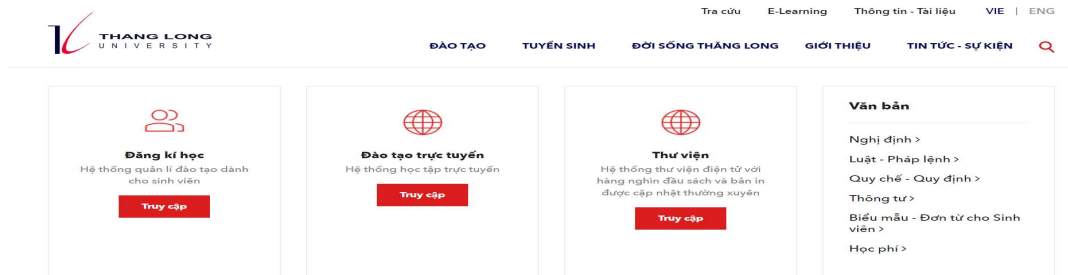 Tra cứu E-Learning Thông tin - Tài liệu VIE | ENG
THANG LONG
UNIVERSITY
ĐÀO TẠO TUYỂN SINH ĐỜI SỐNG THĂNG LONG GIỚI THIỆU TIN TỨC - SỰ KIỆN
Đăng kí học
Hệ thống quản lí đào tạo dành
cho sinh viên
Truy cập
Đào tạo trực tuyến
Hệ thống học tập trực tuyến
Truy cập
Thư viện
Hệ thống thư viện điện tử với
hàng nghìn đầu sách và bản in
được cập nhật thường xuyên
Truy cập
Văn bản
Nghị định >
Luật - Pháp lệnh >
Quy chế - Quy định >
Thông tư >
Biểu mẫu - Đơn từ cho Sinh
viên >
Học phí >